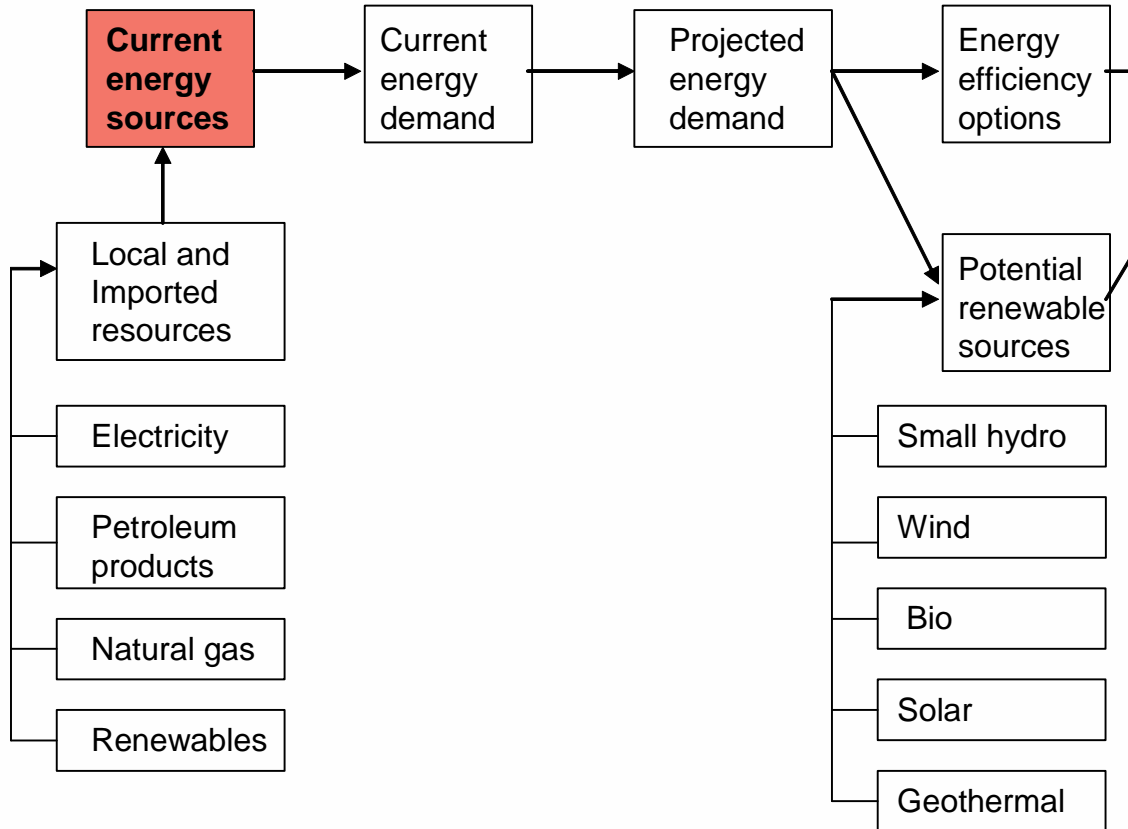 Current
energy
sources
Current
energy
demand
Projected
energy
demand
Energy
efficiency
options
Local and
Imported
resources
Potential
renewable
sources
Electricity
Petroleum
products
Natural gas
Renewables
Small hydro
Wind
Bio
Solar
Geothermal